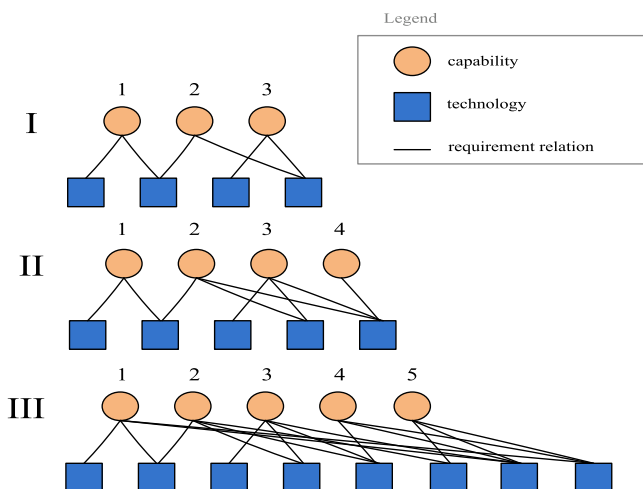 Legend
capability
technology
requirement relation
1 2 3
I
1 2 3 4
II
1 2 3 4 5
III